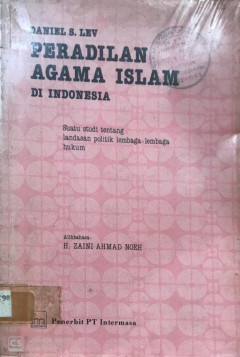 DANIEL S. LEV
PERADILAN
AGAMA ISLAM
DI INDONESIA
Suatu studi tentang
landasan politik lembaga-lembaga
hukum
Alihbahasa
H. ZAINI AHMAD NOEH
Penerbit PT Intermasa
CS